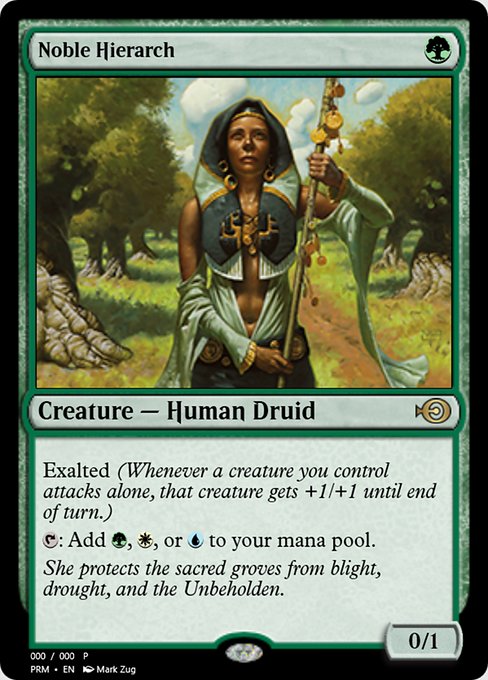 Noble Hierarch
Creature — Human Druid
Exalted (Whenever a creature you control
attacks alone, that creature gets +1/+1 until end
of turn.)
: Add , , or to your mana pool.
She protects the sacred groves from blight,
drought, and the Unbeholden.
0/1
000 / 000 P
PRM • EN Mark Zug